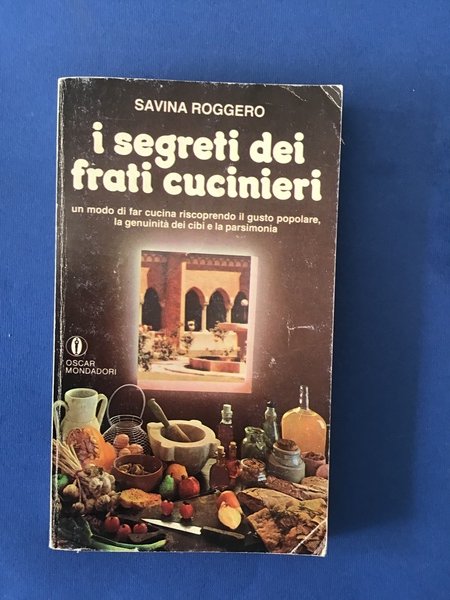 SAVINA ROGGERO
i segreti dei
frati cucinieri
un modo di far cucina riscoprendo il gusto popolare,
la genuinità dei cibi e la parsimonia
OSCAR
MONDADORI